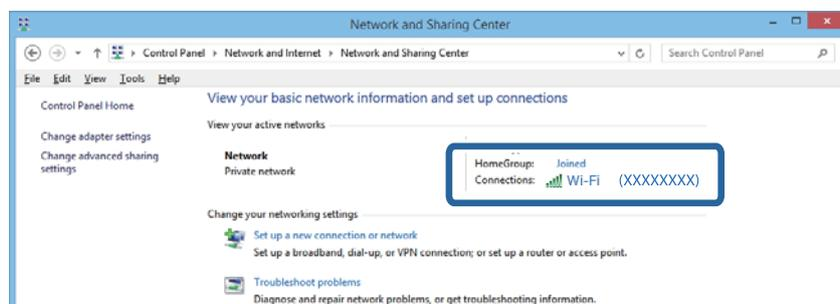 Network and Sharing Center
Control Panel Network and Internet Network and Sharing Center
Search Control Panel
File Edit View Tools Help
Control Panel Home
Change adapter settings
Change advanced sharing
settings
View your basic network information and set up connections
View your active networks
Network
Private network
HomeGroup: Joined
Connections: Wi-Fi (XXXXXXXX)
Change your networking settings
Set up a new connection or network
Set up a broadband, dial-up, or VPN connection; or set up a router or access point.
Troubleshoot problems
Diagnose and repair network problems, or get troubleshooting information.